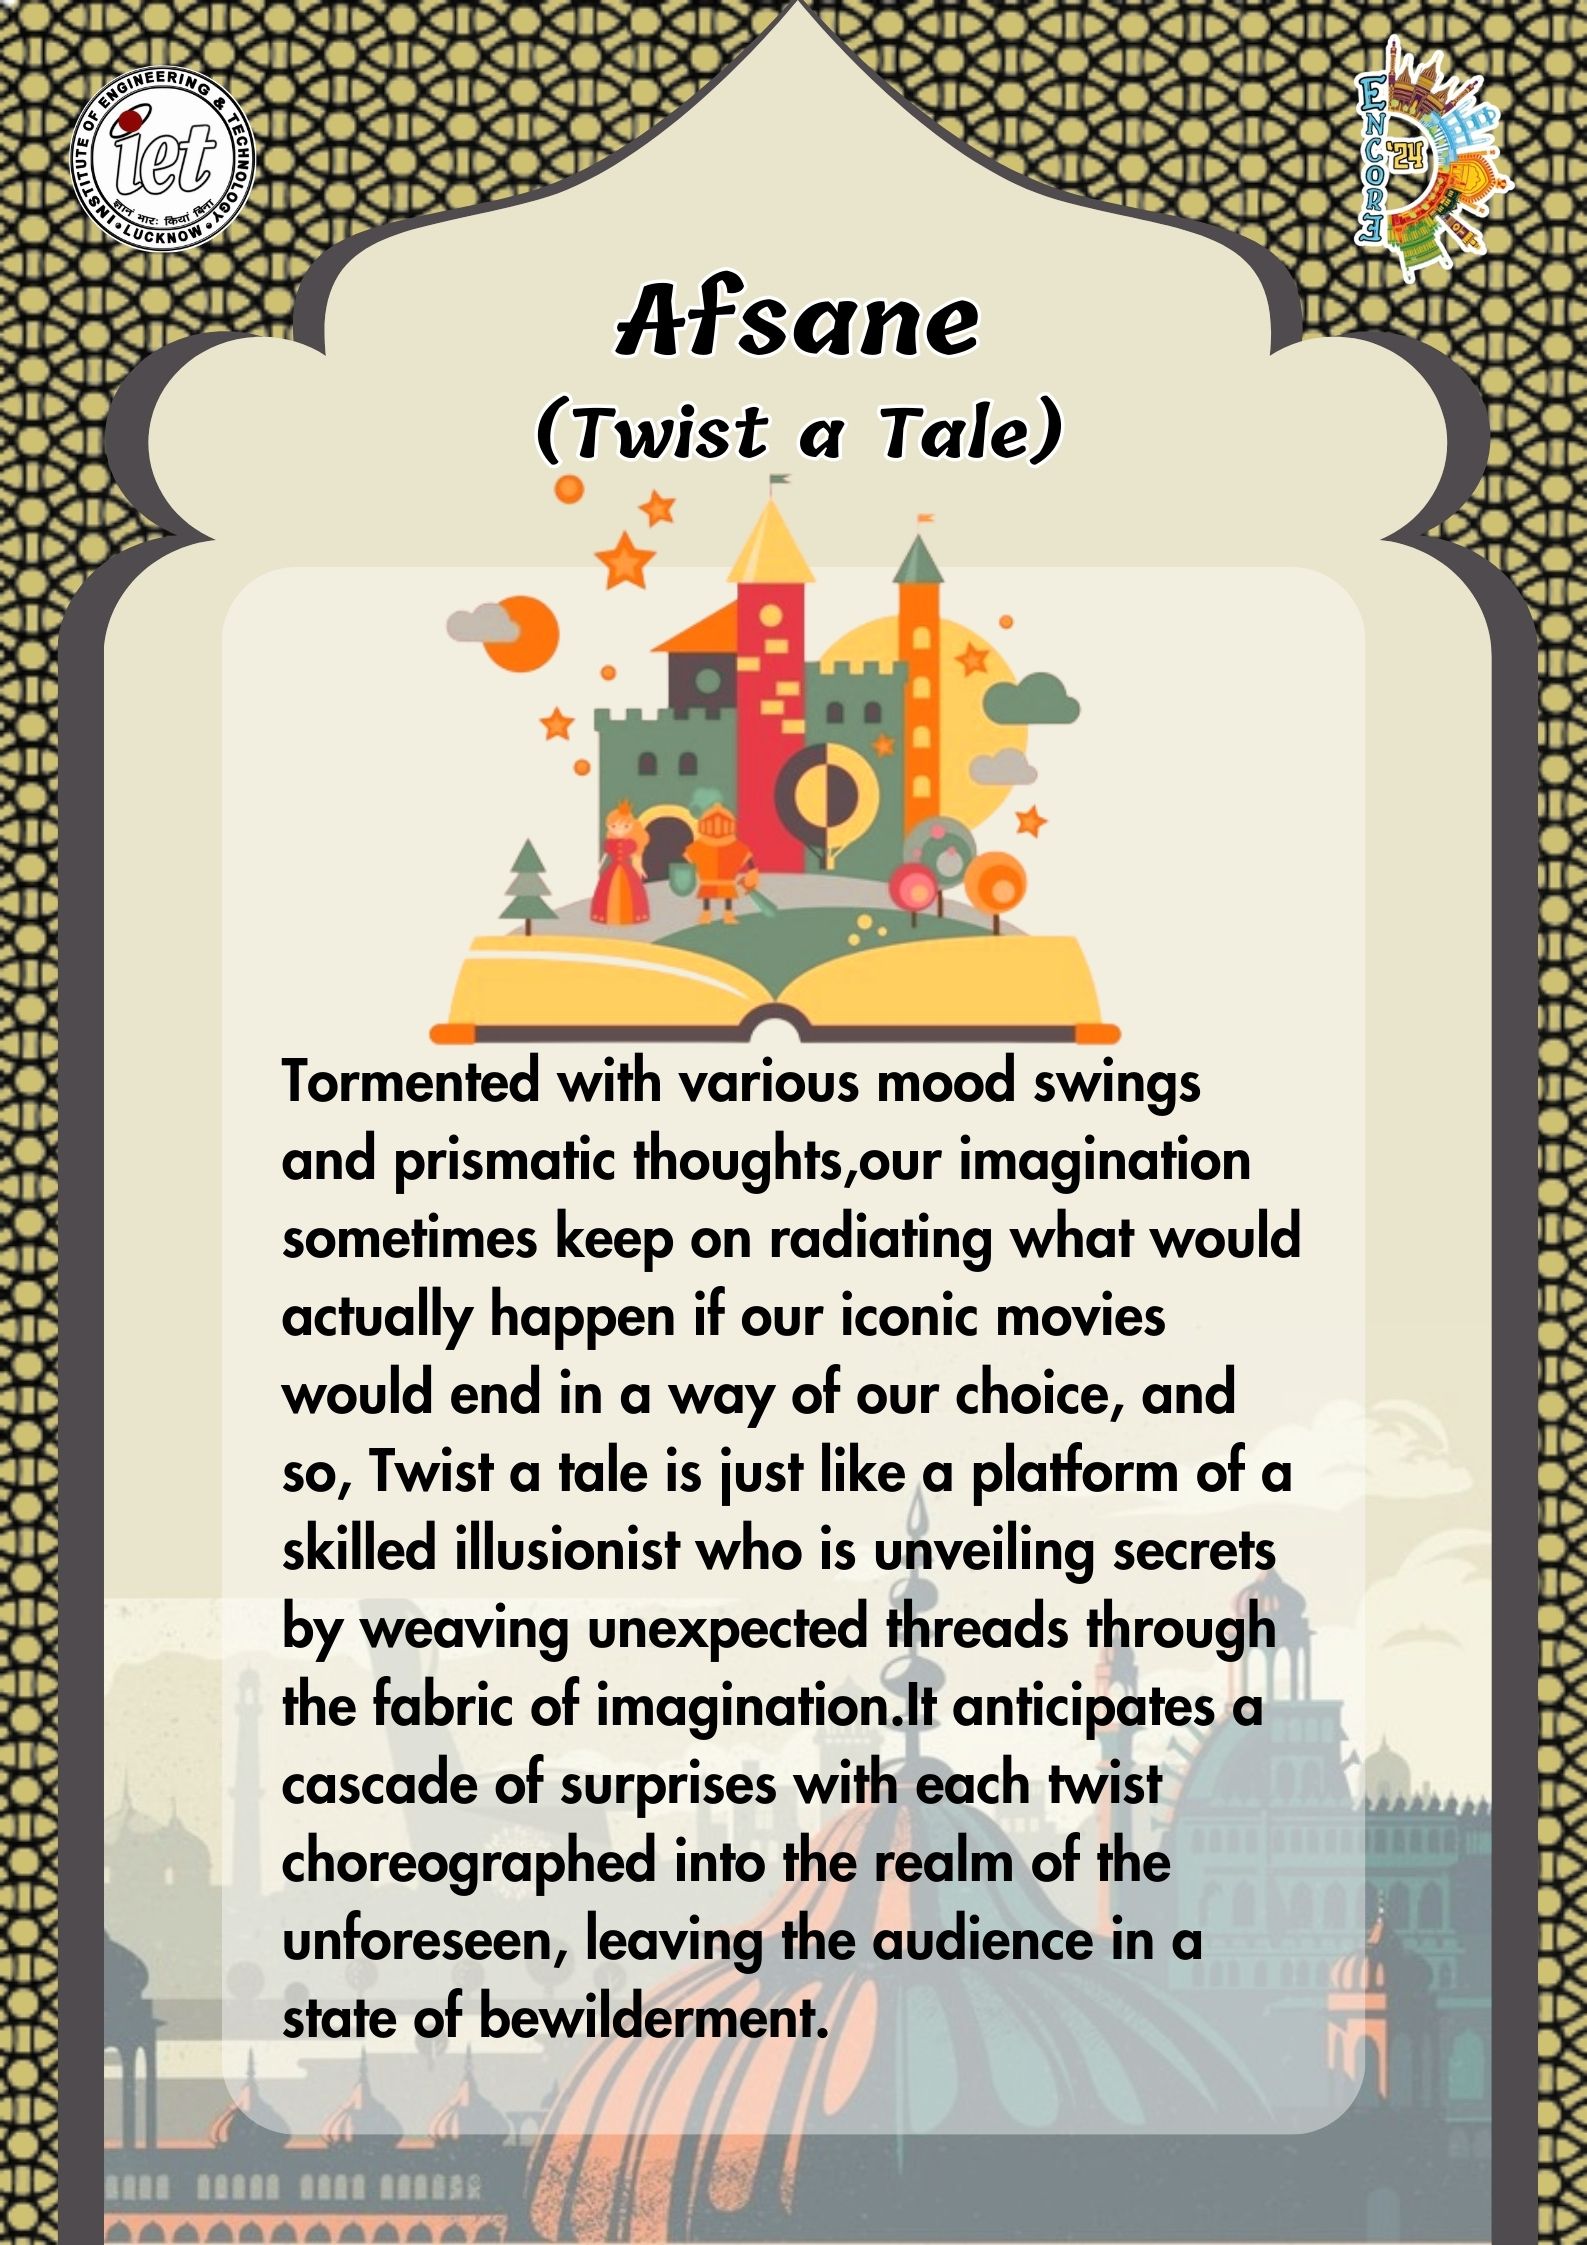 INSTITUTE OF ENGINEERING & TECHNOLOGY
iet
ज्ञानं भारः कियां बिना
LUCKNOW
ENCORE
'24
Afsane
(Twist a Tale)
Tormented with various mood swings
and prismatic thoughts,our imagination
sometimes keep on radiating what would
actually happen if our iconic movies
would end in a way of our choice, and
so, Twist a tale is just like a platform of a
skilled illusionist who is unveiling secrets
by weaving unexpected threads through
the fabric of imagination.It anticipates a
cascade of surprises with each twist
choreographed into the realm of the
unforeseen, leaving the audience in a
state of bewilderment.